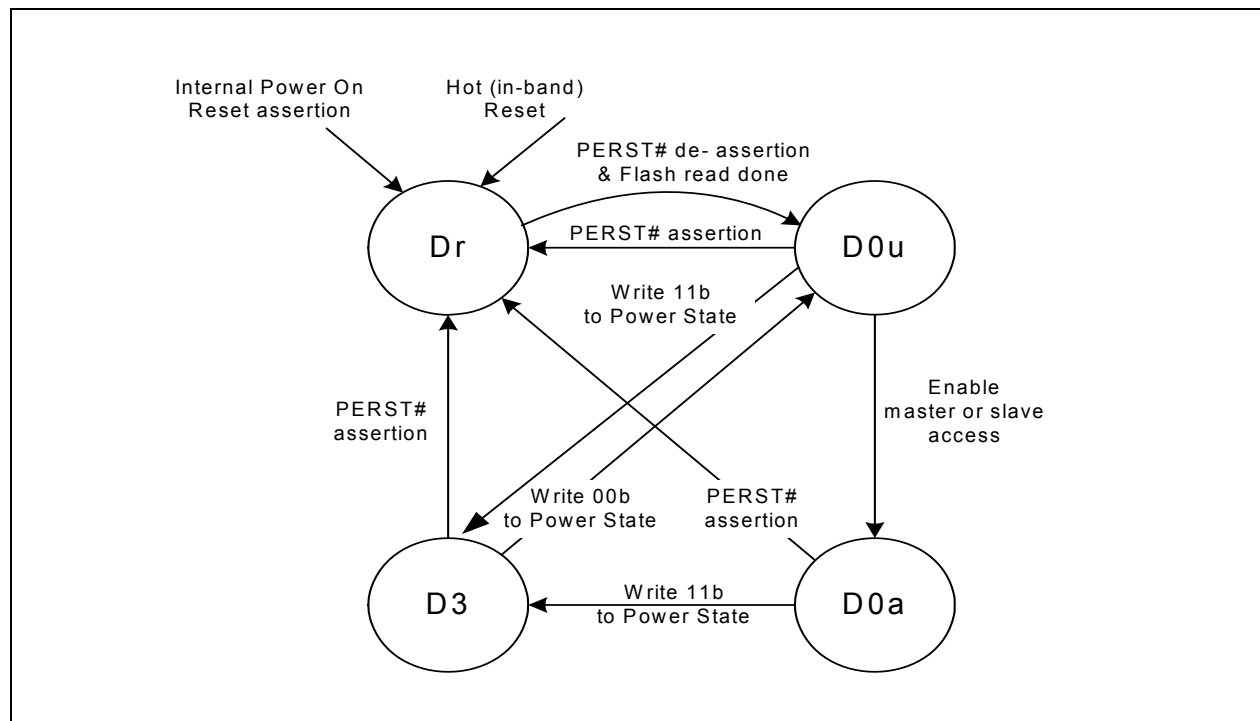 Internal Power On
Reset assertion
Hot (in-band)
Reset
PERST# de- assertion
& Flash read done
Dr
PERST# assertion
D0u
Write 11b
to Power State
PERST#
assertion
Enable
master or slave
access
Write 00b
to Power State
PERST#
assertion
D3
Write 11b
to Power State
D0a